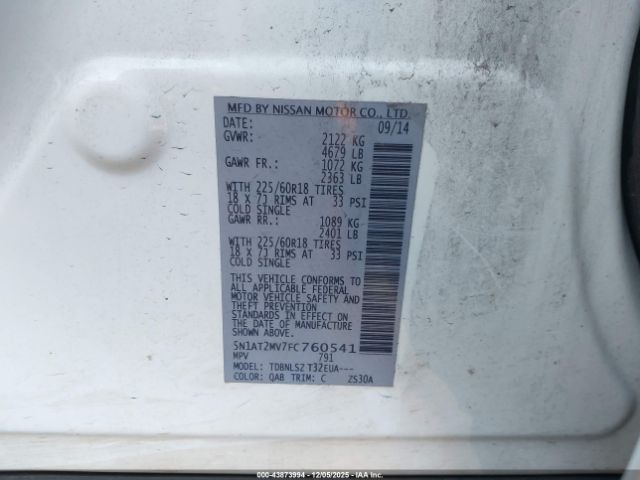 MFD BY NISSAN MOTOR CO., LTD.
DATE: 09/14
GVWR: 2122 KG
4679 LB
GAWR FR.: 1072 KG
2363 LB
WITH 225/60R18 TIRES
18 X 7J RIMS AT 33 PSI
COLD SINGLE
GAWR RR.: 1089 KG
2401 LB
WITH 225/60R18 TIRES
18 X 7J RIMS AT 33 PSI
COLD SINGLE
THIS VEHICLE CONFORMS TO
ALL APPLICABLE FEDERAL
MOTOR VEHICLE SAFETY AND
THEFT PREVENTION
STANDARDS IN EFFECT ON
THE DATE OF MANUFACTURE
SHOWN ABOVE.
5N1AT2MV7FC760541
MPV 791
MODEL: TDBNLSZ T32EUA---
COLOR: QAB TRIM: C ZS30A
000-43873994 • 12/05/2025 - IAA, Inc.